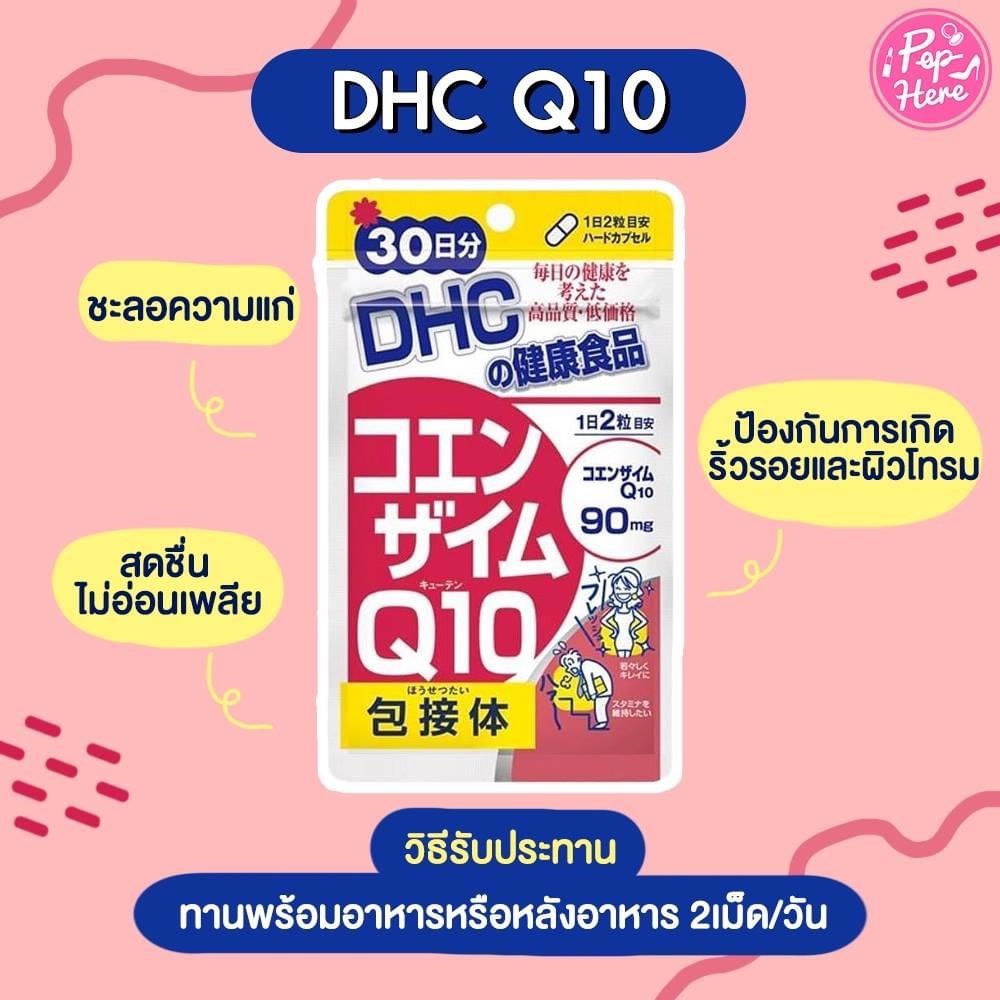 DHC Q10
Pop
Here
30日分
1日2粒目安
ハードカプセル
毎日の健康を
考えた
高品質・低価格
DHC
の健康食品
1日2粒目安
コエンザイム
Q10
90mg
コエン
ザイム
キューテン
Q10
ほうせつたい
包接体
フレッシュ
若々しく
キレイに
スタミナを
維持したい
ชะลอความแก่
ป้องกันการเกิด
ริ้วรอยและผิวโทรม
สดชื่น
ไม่อ่อนเพลีย
วิธีรับประทาน
ทานพร้อมอาหารหรือหลังอาหาร 2เม็ด/วัน